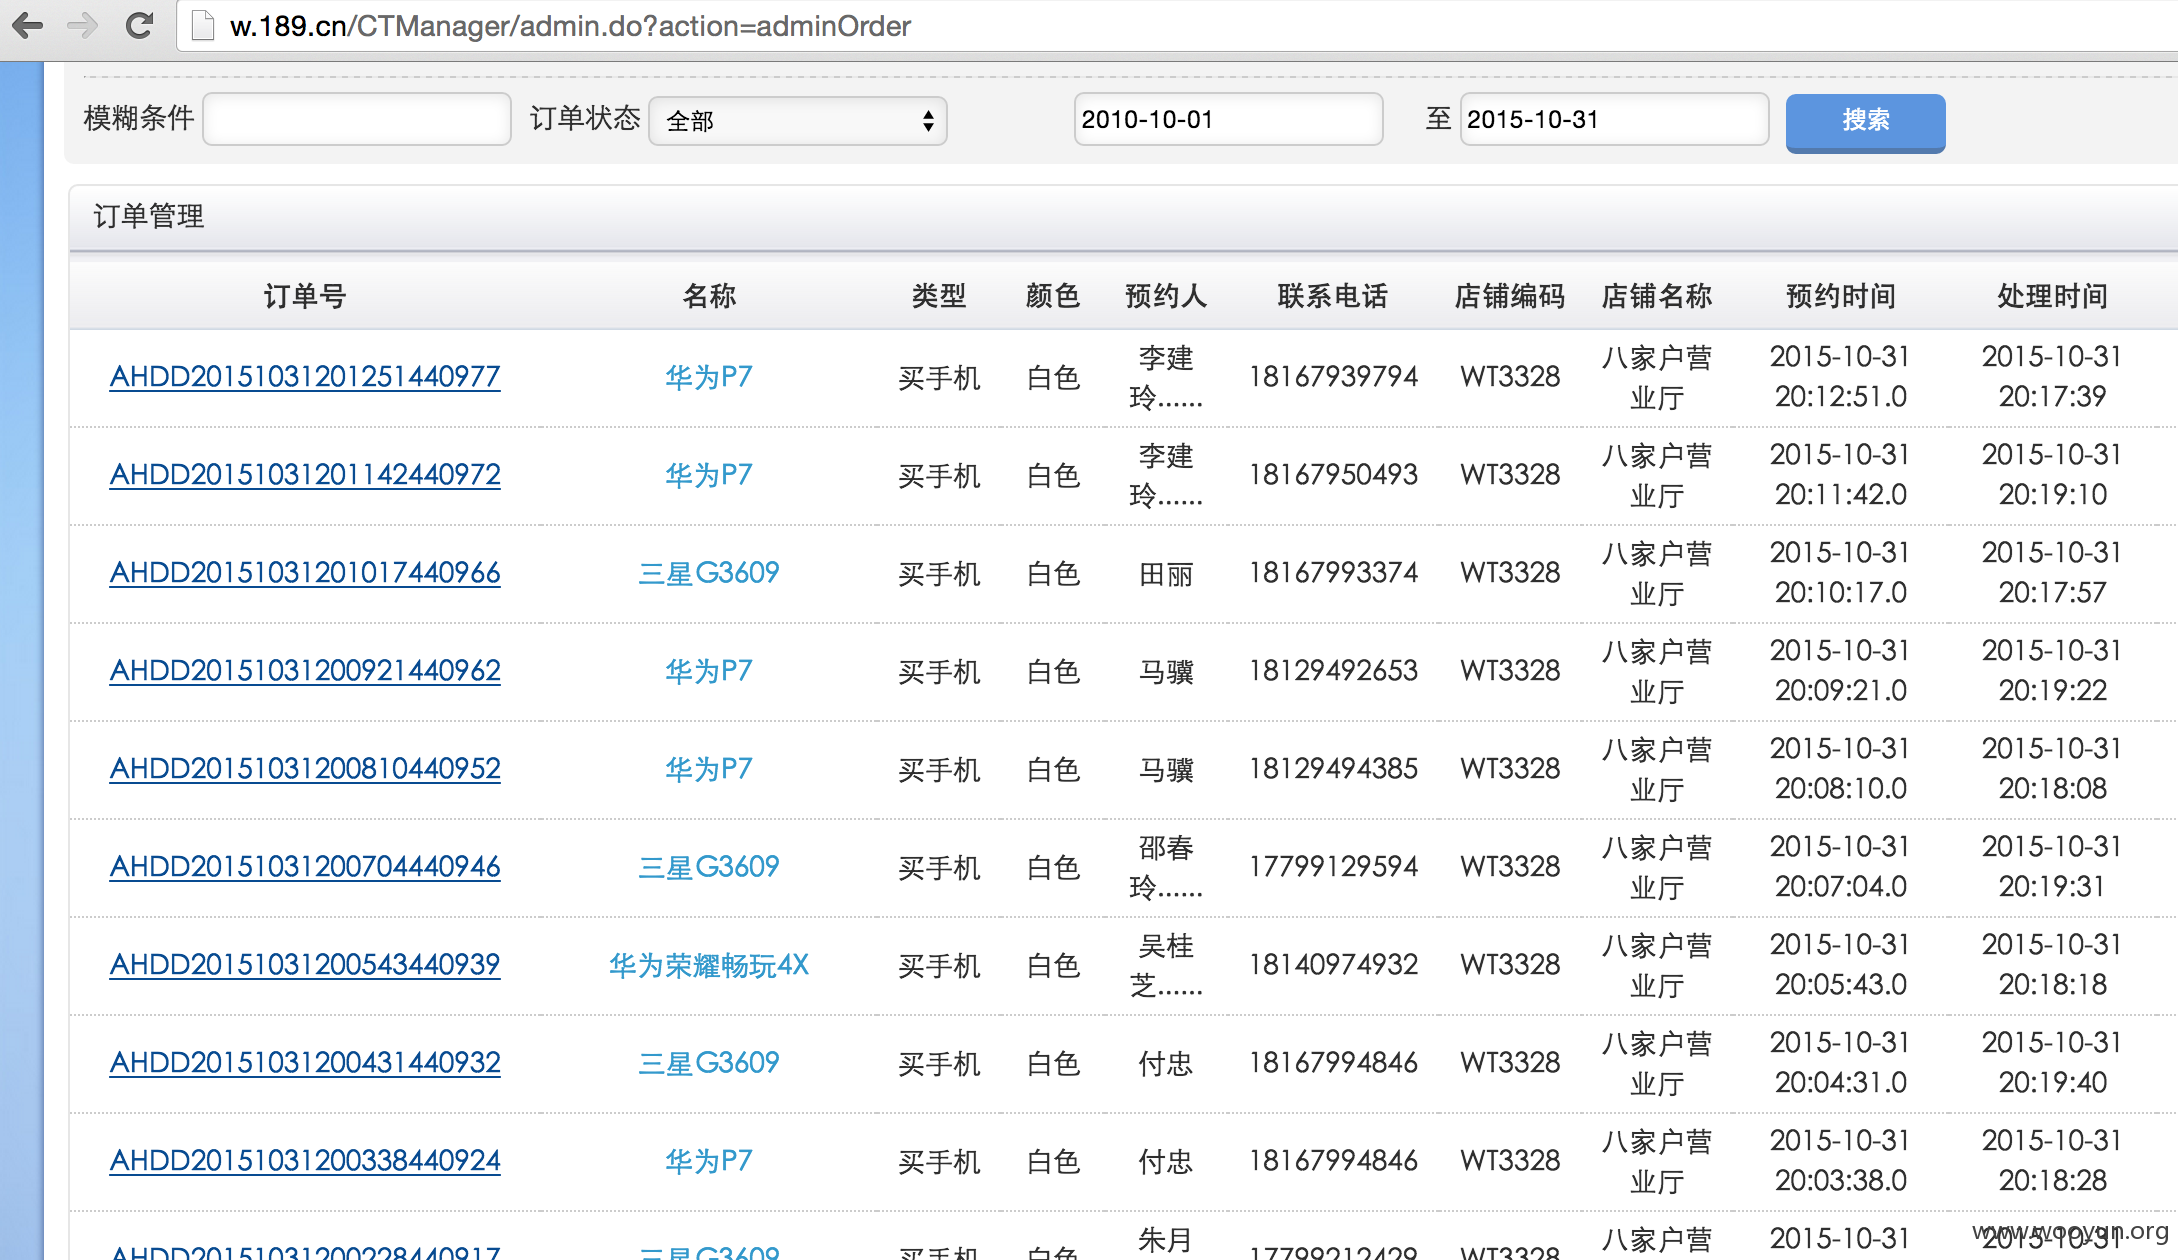 w.189.cn/CTManager/admin.do?action=adminOrder
模糊条件 订单状态 全部 2010-10-01 至 2015-10-31 搜索
订单管理
订单号 名称 类型 颜色 预约人 联系电话 店铺编码 店铺名称 预约时间 处理时间
AHDD20151031201251440977 华为P7 买手机 白色 李建玲...... 18167939794 WT3328 八家户营业厅 2015-10-31 20:12:51.0 2015-10-31 20:17:39
AHDD20151031201142440972 华为P7 买手机 白色 李建玲...... 18167950493 WT3328 八家户营业厅 2015-10-31 20:11:42.0 2015-10-31 20:19:10
AHDD20151031201017440966 三星G3609 买手机 白色 田丽 18167993374 WT3328 八家户营业厅 2015-10-31 20:10:17.0 2015-10-31 20:17:57
AHDD20151031200921440962 华为P7 买手机 白色 马骥 18129492653 WT3328 八家户营业厅 2015-10-31 20:09:21.0 2015-10-31 20:19:22
AHDD20151031200810440952 华为P7 买手机 白色 马骥 18129494385 WT3328 八家户营业厅 2015-10-31 20:08:10.0 2015-10-31 20:18:08
AHDD20151031200704440946 三星G3609 买手机 白色 邵春玲...... 17799129594 WT3328 八家户营业厅 2015-10-31 20:07:04.0 2015-10-31 20:19:31
AHDD20151031200543440939 华为荣耀畅玩4X 买手机 白色 吴桂芝...... 18140974932 WT3328 八家户营业厅 2015-10-31 20:05:43.0 2015-10-31 20:18:18
AHDD20151031200431440932 三星G3609 买手机 白色 付忠 18167994846 WT3328 八家户营业厅 2015-10-31 20:04:31.0 2015-10-31 20:19:40
AHDD20151031200338440924 华为P7 买手机 白色 付忠 18167994846 WT3328 八家户营业厅 2015-10-31 20:03:38.0 2015-10-31 20:18:28
AHDD20151031200228440917 三星G3609 买手机 白色 朱月 17799212429 WT3328 八家户营 2015-10-31 2015-10-31
www.wooyun.org